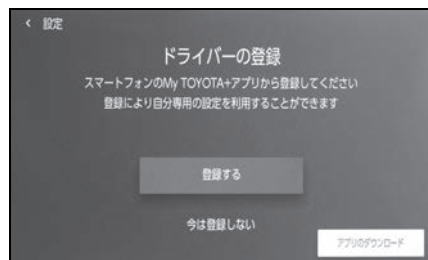 < 設定
ドライバーの登録
スマートフォンのMy TOYOTA+アプリから登録してください
登録により自分専用の設定を利用することができます
登録する
今は登録しない
アプリのダウンロード